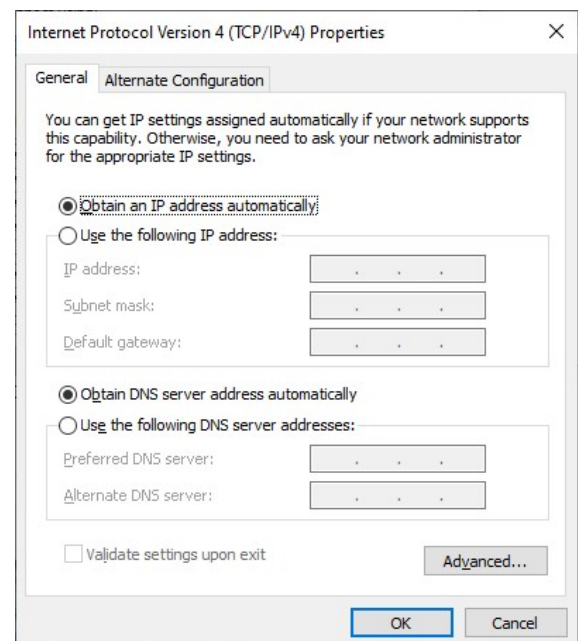 Internet Protocol Version 4 (TCP/IPv4) Properties
General
Alternate Configuration
You can get IP settings assigned automatically if your network supports
this capability. Otherwise, you need to ask your network administrator
for the appropriate IP settings.
Obtain an IP address automatically
Use the following IP address:
IP address:
Subnet mask:
Default gateway:
Obtain DNS server address automatically
Use the following DNS server addresses:
Preferred DNS server:
Alternate DNS server:
Validate settings upon exit
Advanced...
OK
Cancel